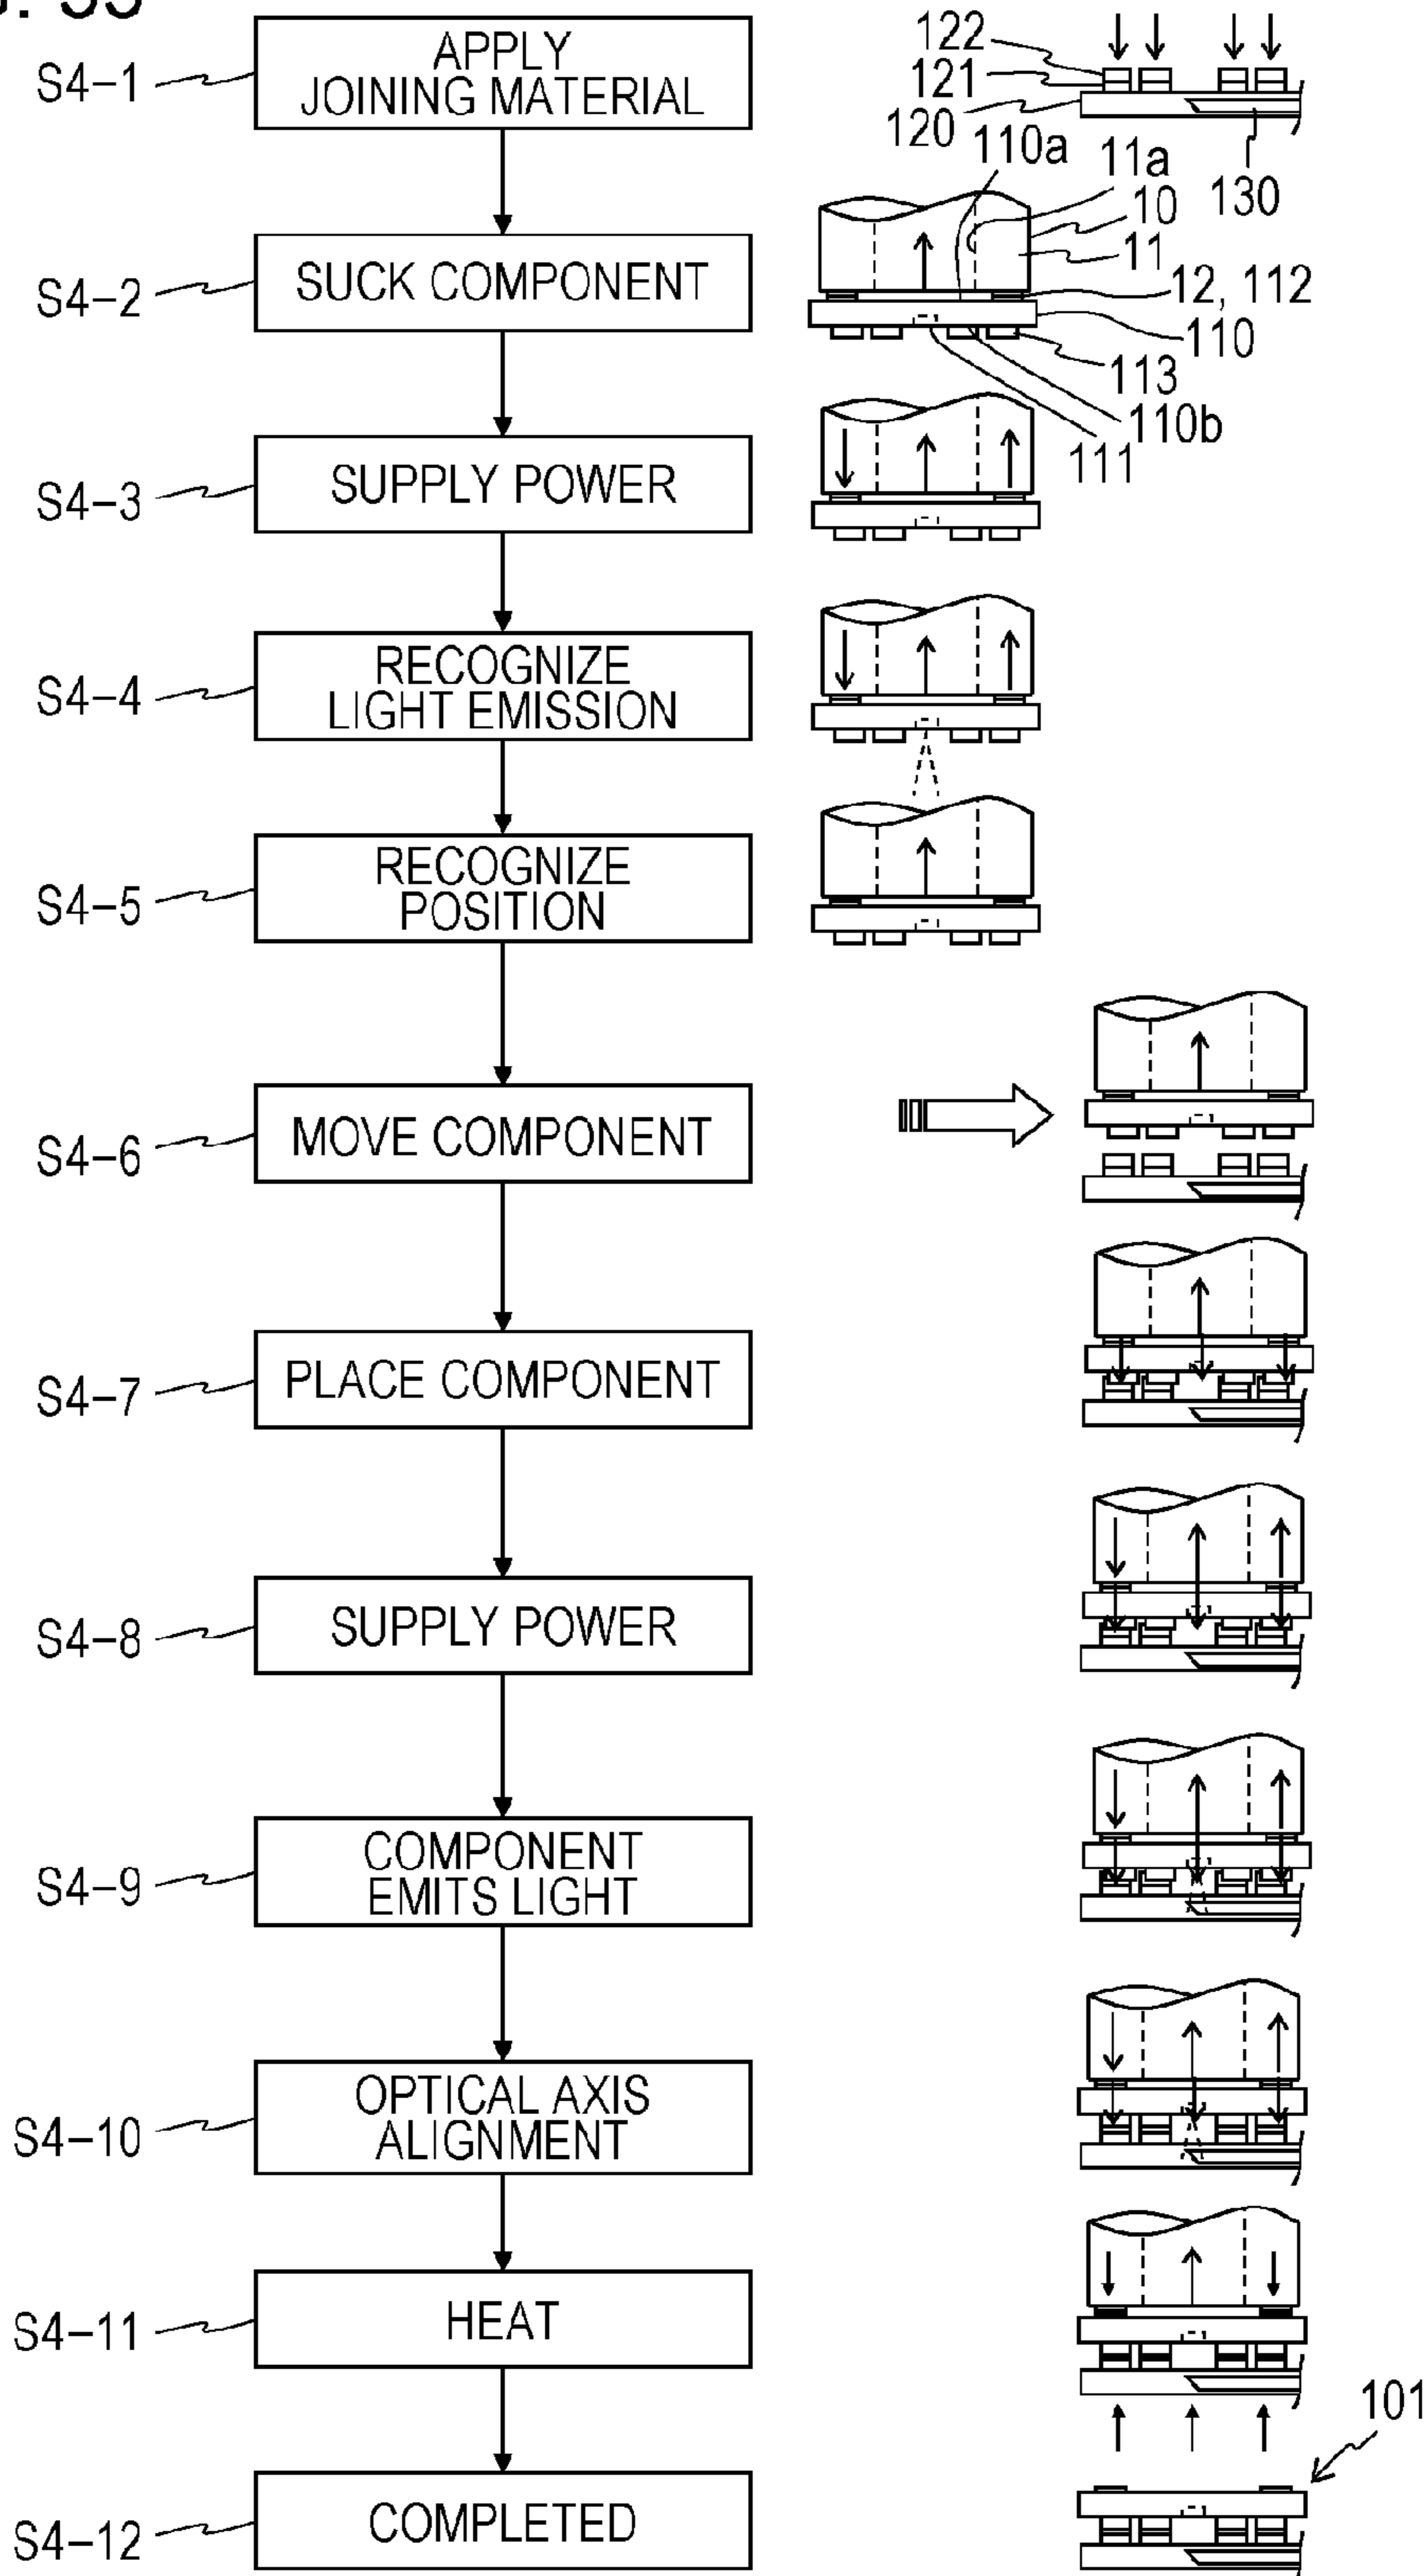 S4-1
APPLY
JOINING MATERIAL
122
121
120
130
S4-2
SUCK COMPONENT
110a
11a
10
11
12, 112
110
113
110b
111
S4-3
SUPPLY POWER
S4-4
RECOGNIZE
LIGHT EMISSION
S4-5
RECOGNIZE
POSITION
S4-6
MOVE COMPONENT
S4-7
PLACE COMPONENT
S4-8
SUPPLY POWER
S4-9
COMPONENT
EMITS LIGHT
S4-10
OPTICAL AXIS
ALIGNMENT
S4-11
HEAT
101
S4-12
COMPLETED